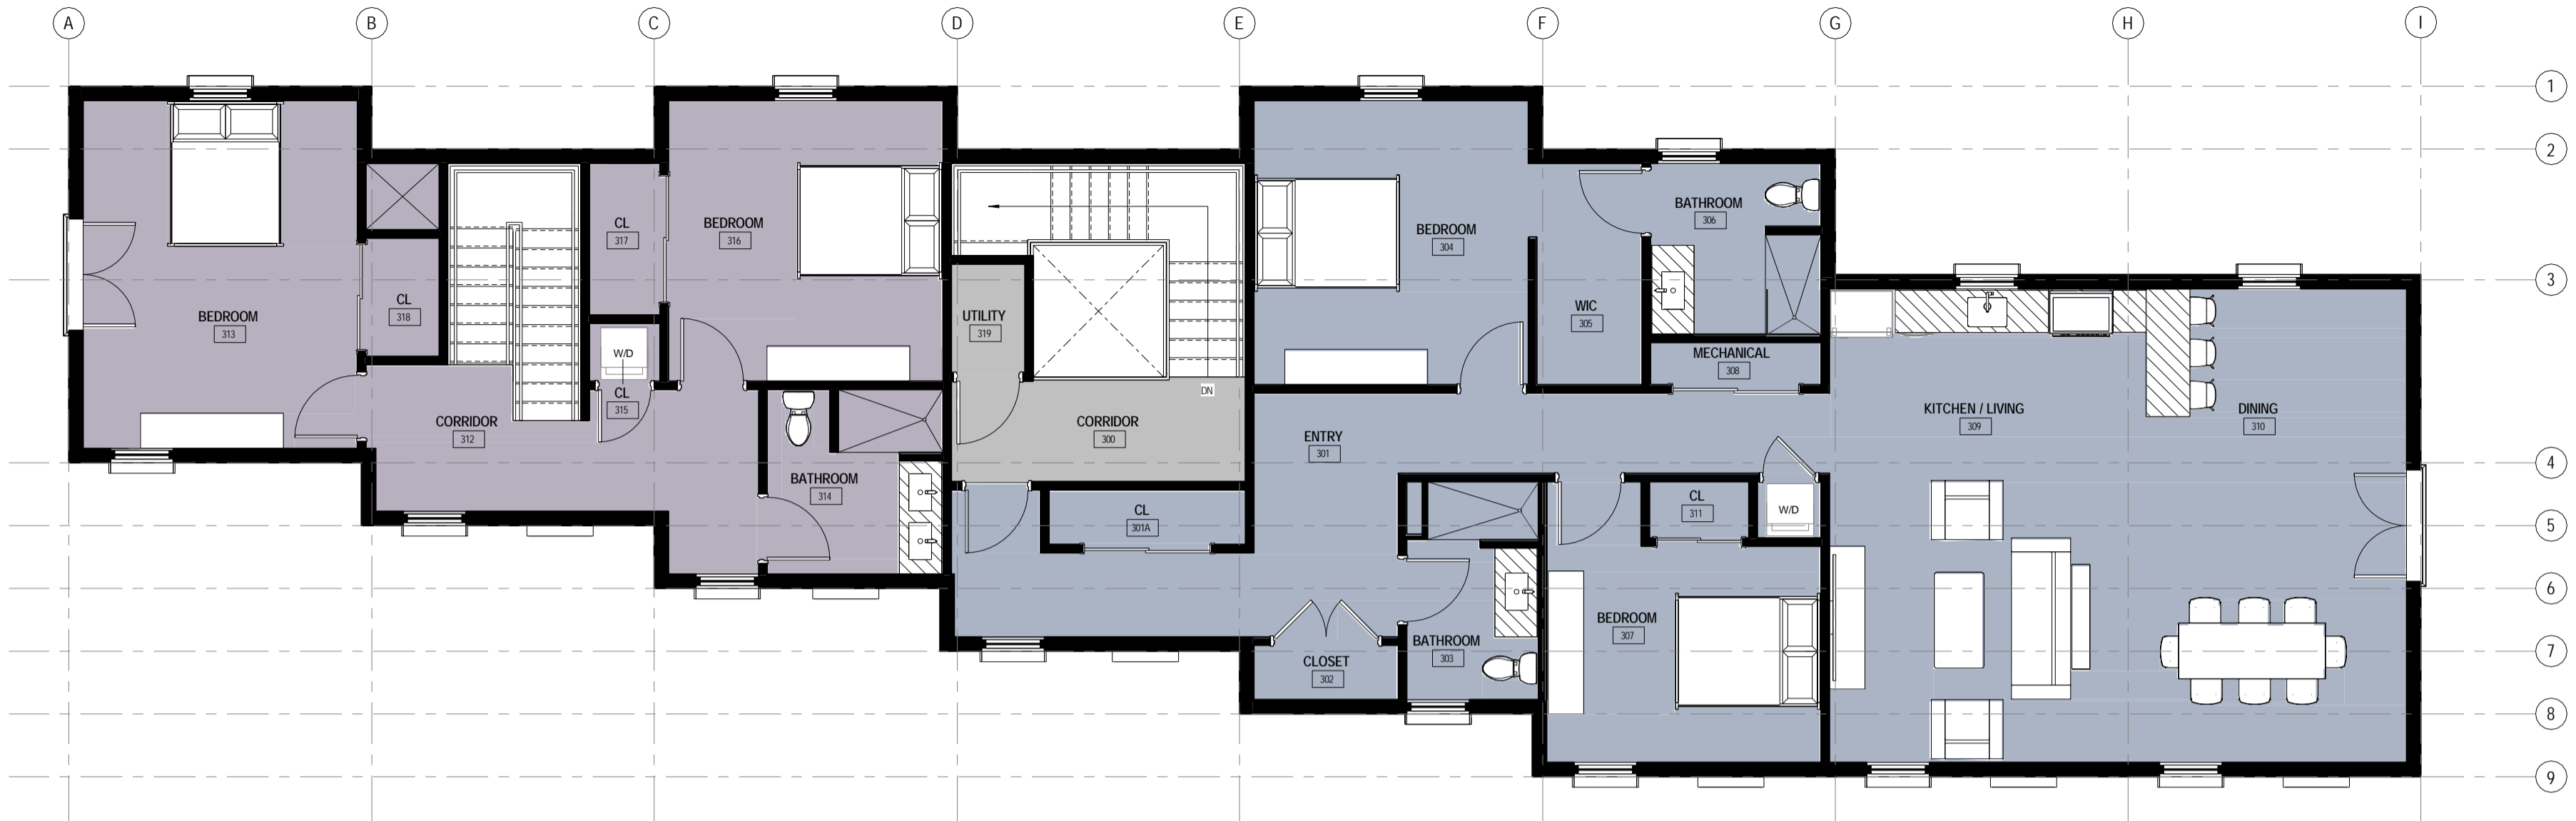 A B C D E F G H I
1
2
3
4
5
6
7
8
9
BEDROOM
313
CL
318
CORRIDOR
312
CL
317
W/D
CL
315
BEDROOM
316
BATHROOM
314
UTILITY
319
CORRIDOR
300
DN
CL
301A
ENTRY
301
CLOSET
302
BATHROOM
303
BEDROOM
304
WIC
305
BATHROOM
306
MECHANICAL
308
BEDROOM
307
CL
311
W/D
KITCHEN / LIVING
309
DINING
310